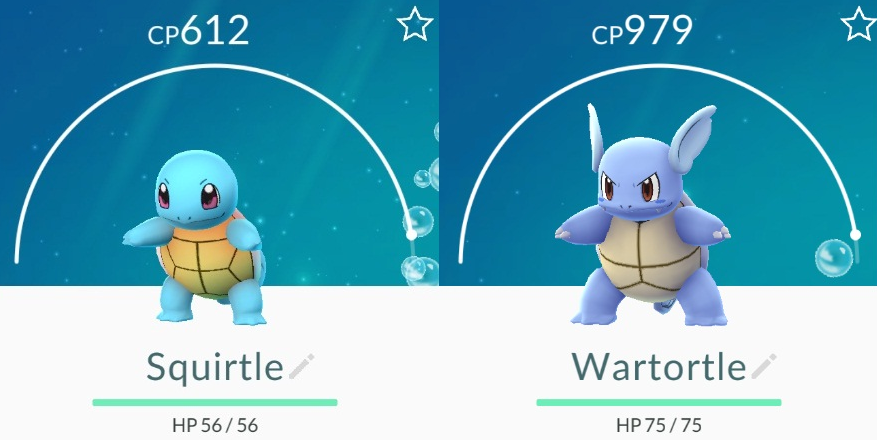 CP612
Squirtle
HP 56 / 56
CP979
Wartortle
HP 75 / 75